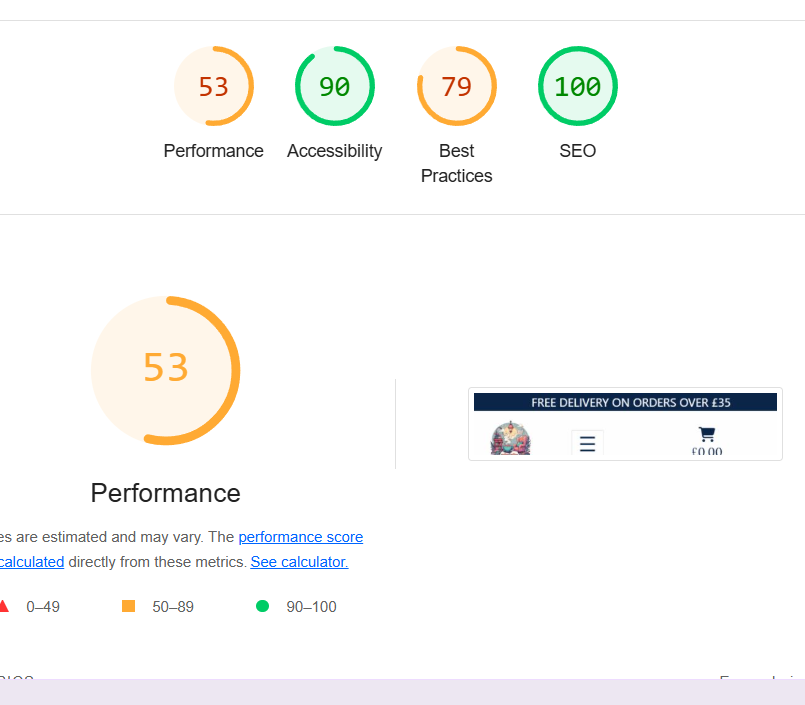 53
90
79
100
Performance
Accessibility
Best
Practices
SEO
53
FREE DELIVERY ON ORDERS OVER £35
£0.00
Performance
es are estimated and may vary. The performance score
calculated directly from these metrics. See calculator.
0–49
50–89
90–100